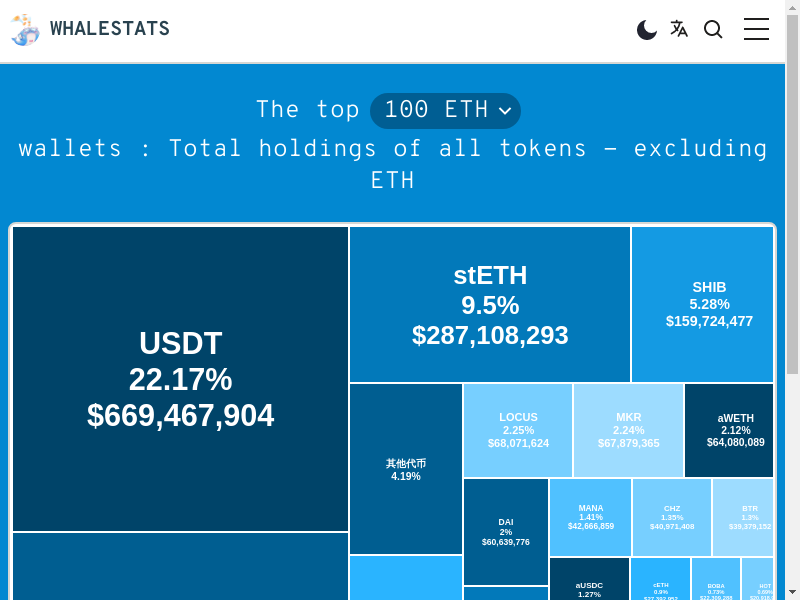 WHALESTATS
The top 100 ETH
wallets : Total holdings of all tokens – excluding
ETH
USDT
22.17%
$669,467,904
stETH
9.5%
$287,108,293
SHIB
5.28%
$159,724,477
其他代币
4.19%
LOCUS
2.25%
$68,071,624
MKR
2.24%
$67,879,365
aWETH
2.12%
$64,080,089
DAI
2%
$60,639,776
MANA
1.41%
$42,666,859
CHZ
1.35%
$40,971,408
BTR
1.3%
$39,379,152
aUSDC
1.27%
cETH
0.9%
BOBA
0.73%
HOT